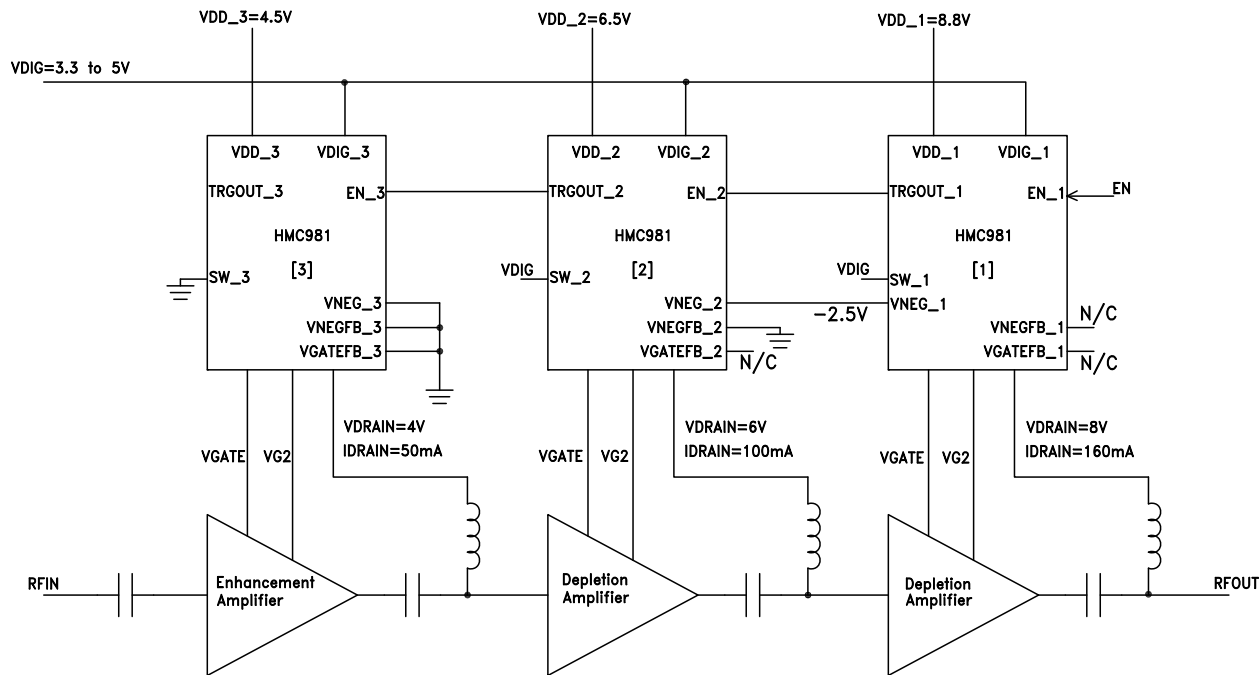 VDD_3=4.5V
VDD_2=6.5V
VDD_1=8.8V
VDIG=3.3 to 5V
VDD_3
VDIG_3
TRGOUT_3
EN_3
HMC981
[3]
SW_3
VNEG_3
VNEGFB_3
VGATEFB_3
VDD_2
VDIG_2
TRGOUT_2
EN_2
HMC981
[2]
VDIG
SW_2
VNEG_2
VNEGFB_2
VGATEFB_2
N/C
-2.5V
VDD_1
VDIG_1
TRGOUT_1
EN_1
EN
HMC981
[1]
VDIG
SW_1
VNEG_1
VNEGFB_1
N/C
VGATEFB_1
N/C
VGATE
VG2
VDRAIN=4V
IDRAIN=50mA
VGATE
VG2
VDRAIN=6V
IDRAIN=100mA
VGATE
VG2
VDRAIN=8V
IDRAIN=160mA
RFIN
Enhancement
Amplifier
Depletion
Amplifier
Depletion
Amplifier
RFOUT